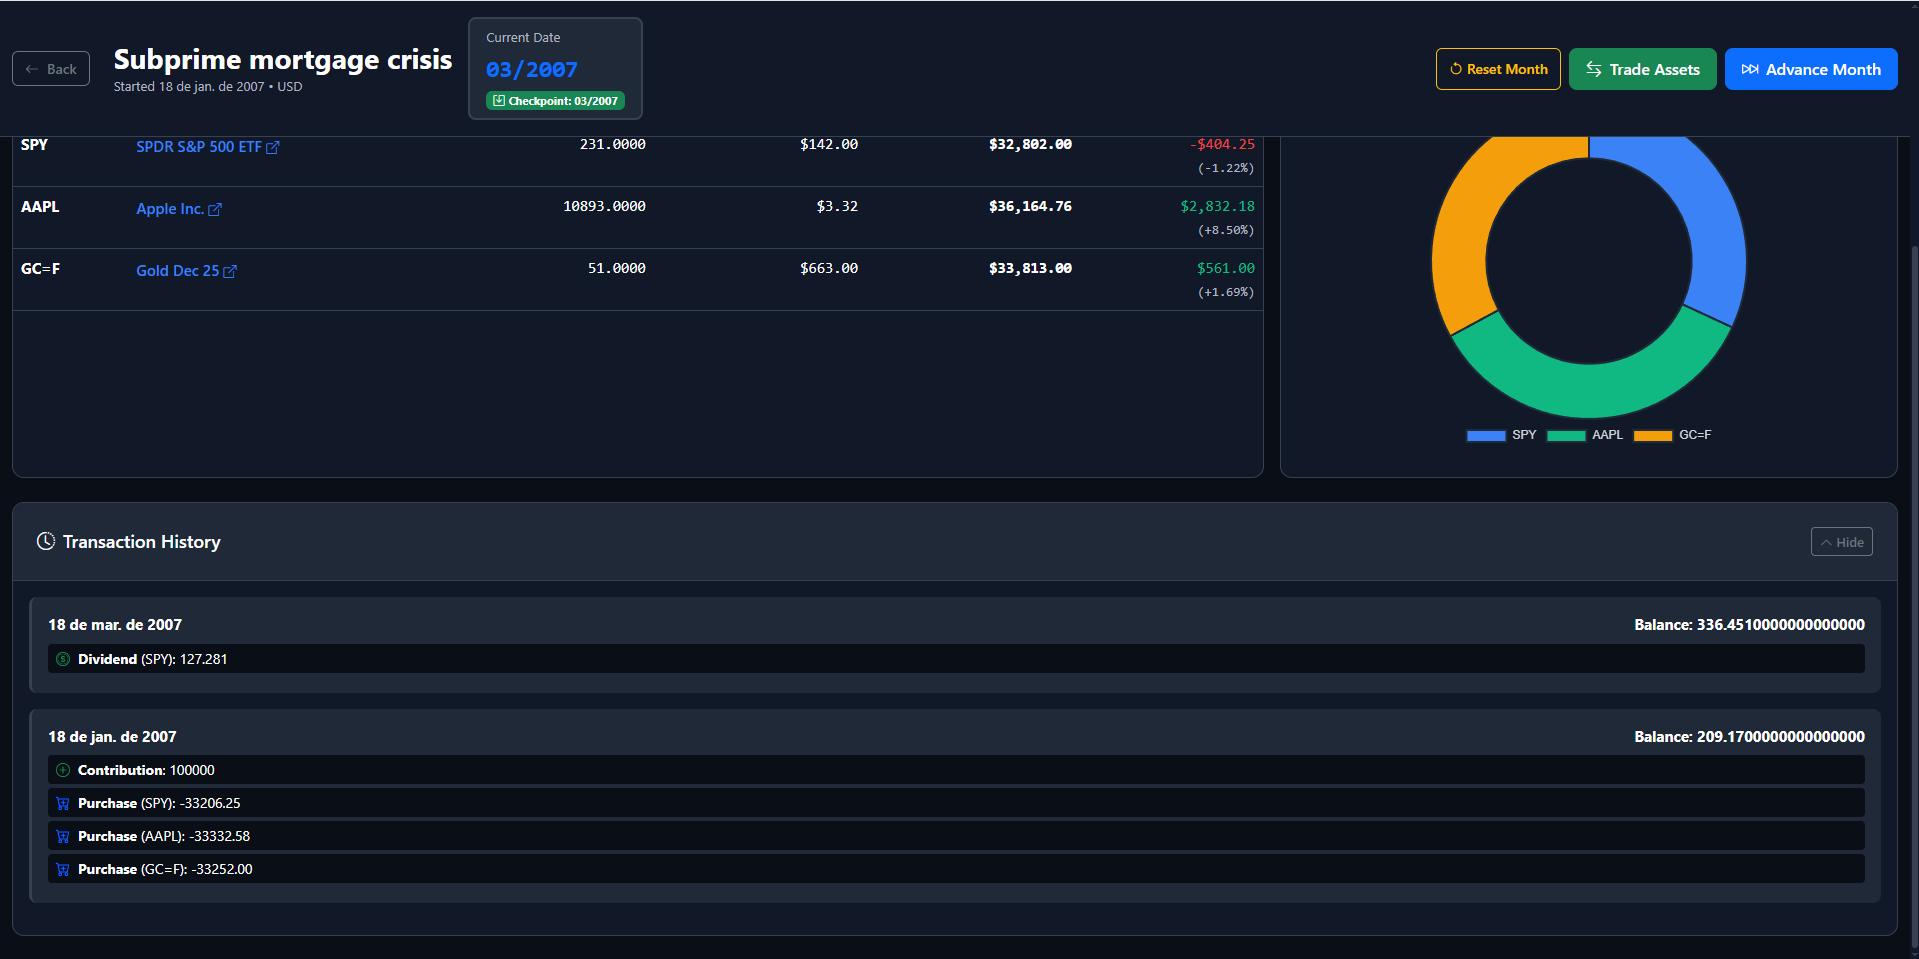 Back
Subprime mortgage crisis
Started 18 de jan. de 2007 • USD
Current Date
03/2007
Checkpoint: 03/2007
Reset Month
Trade Assets
Advance Month
SPY SPDR S&P 500 ETF 231.0000 $142.00 $32,802.00 -$404.25
(-1.22%)
AAPL Apple Inc. 10893.0000 $3.32 $36,164.76 $2,832.18
(+8.50%)
GC=F Gold Dec 25 51.0000 $663.00 $33,813.00 $561.00
(+1.69%)
SPY AAPL GC=F
Transaction History
Hide
18 de mar. de 2007 Balance: 336.4510000000000000
Dividend (SPY): 127.281
18 de jan. de 2007 Balance: 209.1700000000000000
Contribution: 100000
Purchase (SPY): -33206.25
Purchase (AAPL): -33332.58
Purchase (GC=F): -33252.00